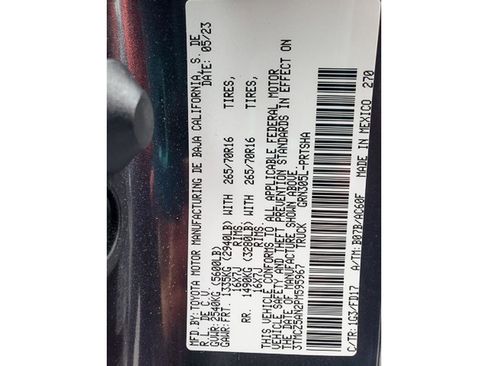 MFD.BY: TOYOTA MOTOR MANUFACTURING DE BAJA CALIFORNIA, S. DE
R.L. DE C.V. DATE: 05/23
GVWR: 2540KG (5600LB)
GAWR: FRT. 1335KG (2940LB) WITH 265/70R16 TIRES,
16X7J RIMS
RR. 1490KG (3280LB) WITH 265/70R16 TIRES,
16X7J RIMS
THIS VEHICLE CONFORMS TO ALL APPLICABLE FEDERAL MOTOR
VEHICLE SAFETY AND THEFT PREVENTION STANDARDS IN EFFECT ON
THE DATE OF MANUFACTURE SHOWN ABOVE.
3TMCZ5AN2PM595967 TRUCK GRN305L-PRTSHA
C/TR: 1G3/FD17 A/TM: B07B/AC60F MADE IN MEXICO 270